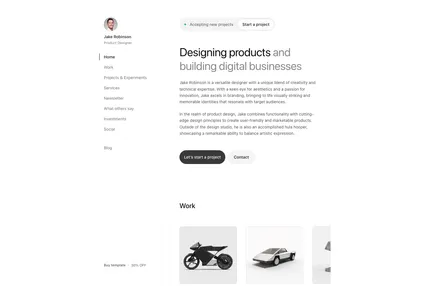 Jake Robinson
Product Designer
Home
Work
Projects & Experiments
Services
Newsletter
What others say
Investments
Social
Blog
Buy template
Accepting new projects
Start a project
Designing products and
building digital businesses
Jake Robinson is a versatile designer with a unique blend of creativity and
technical expertise. With a keen eye for aesthetics and a passion for
innovation, Jake excels in branding, bringing to life visually striking and
memorable identities that resonate with target audiences.
In the realm of product design, Jake combines functionality with cutting-
edge design principles to create user-friendly and marketable products.
Outside of the design studio, he is also an accomplished hula hooper,
showcasing a remarkable ability to balance artistic expression.
Let's start a project
Contact
Work